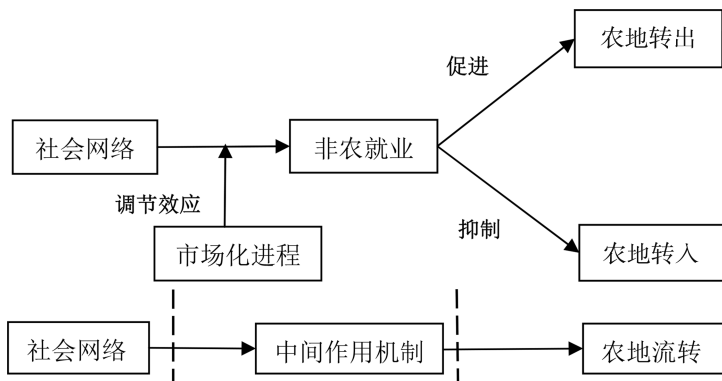 农地转出
促进
社会网络
非农就业
调节效应
抑制
市场化进程
农地转入
社会网络
中间作用机制
农地流转